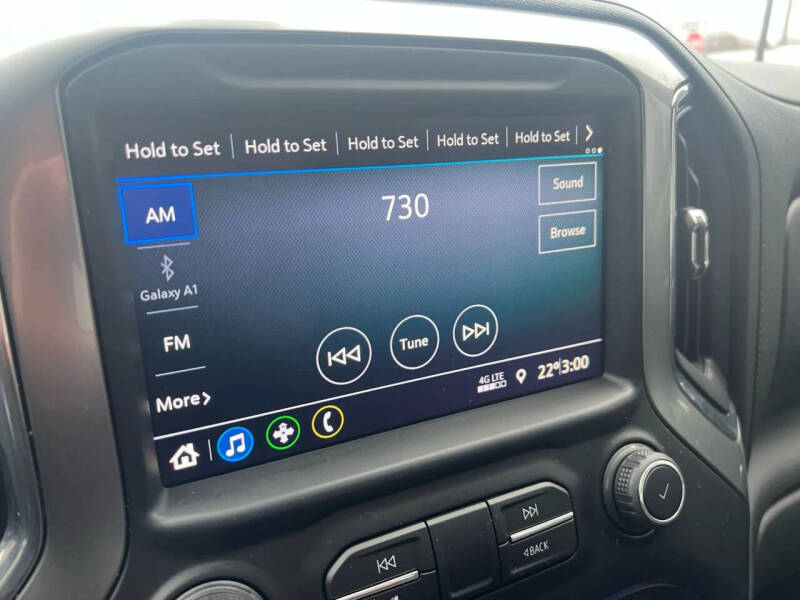 Hold to Set Hold to Set Hold to Set Hold to Set Hold to Set
AM
730
Sound
Browse
Galaxy A1
FM
Tune
More
4G LTE
22° 3:00
BACK